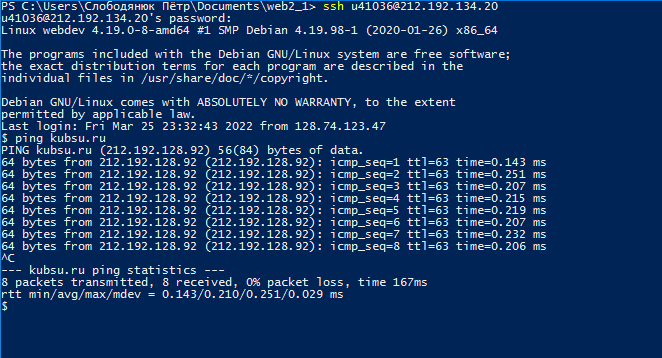 PS C:\Users\Слободянюк Пётр\Documents\web2_1> ssh u41036@212.192.134.20
u41036@212.192.134.20's password:
Linux webdev 4.19.0-8-amd64 #1 SMP Debian 4.19.98-1 (2020-01-26) x86_64
The programs included with the Debian GNU/Linux system are free software;
the exact distribution terms for each program are described in the
individual files in /usr/share/doc/*/copyright.
Debian GNU/Linux comes with ABSOLUTELY NO WARRANTY, to the extent
permitted by applicable law.
Last login: Fri Mar 25 23:32:43 2022 from 128.74.123.47
$ ping kubsu.ru
PING kubsu.ru (212.192.128.92) 56(84) bytes of data.
64 bytes from 212.192.128.92 (212.192.128.92): icmp_seq=1 ttl=63 time=0.143 ms
64 bytes from 212.192.128.92 (212.192.128.92): icmp_seq=2 ttl=63 time=0.251 ms
64 bytes from 212.192.128.92 (212.192.128.92): icmp_seq=3 ttl=63 time=0.207 ms
64 bytes from 212.192.128.92 (212.192.128.92): icmp_seq=4 ttl=63 time=0.215 ms
64 bytes from 212.192.128.92 (212.192.128.92): icmp_seq=5 ttl=63 time=0.219 ms
64 bytes from 212.192.128.92 (212.192.128.92): icmp_seq=6 ttl=63 time=0.207 ms
64 bytes from 212.192.128.92 (212.192.128.92): icmp_seq=7 ttl=63 time=0.232 ms
64 bytes from 212.192.128.92 (212.192.128.92): icmp_seq=8 ttl=63 time=0.206 ms
^C
--- kubsu.ru ping statistics ---
8 packets transmitted, 8 received, 0% packet loss, time 167ms
rtt min/avg/max/mdev = 0.143/0.210/0.251/0.029 ms
$